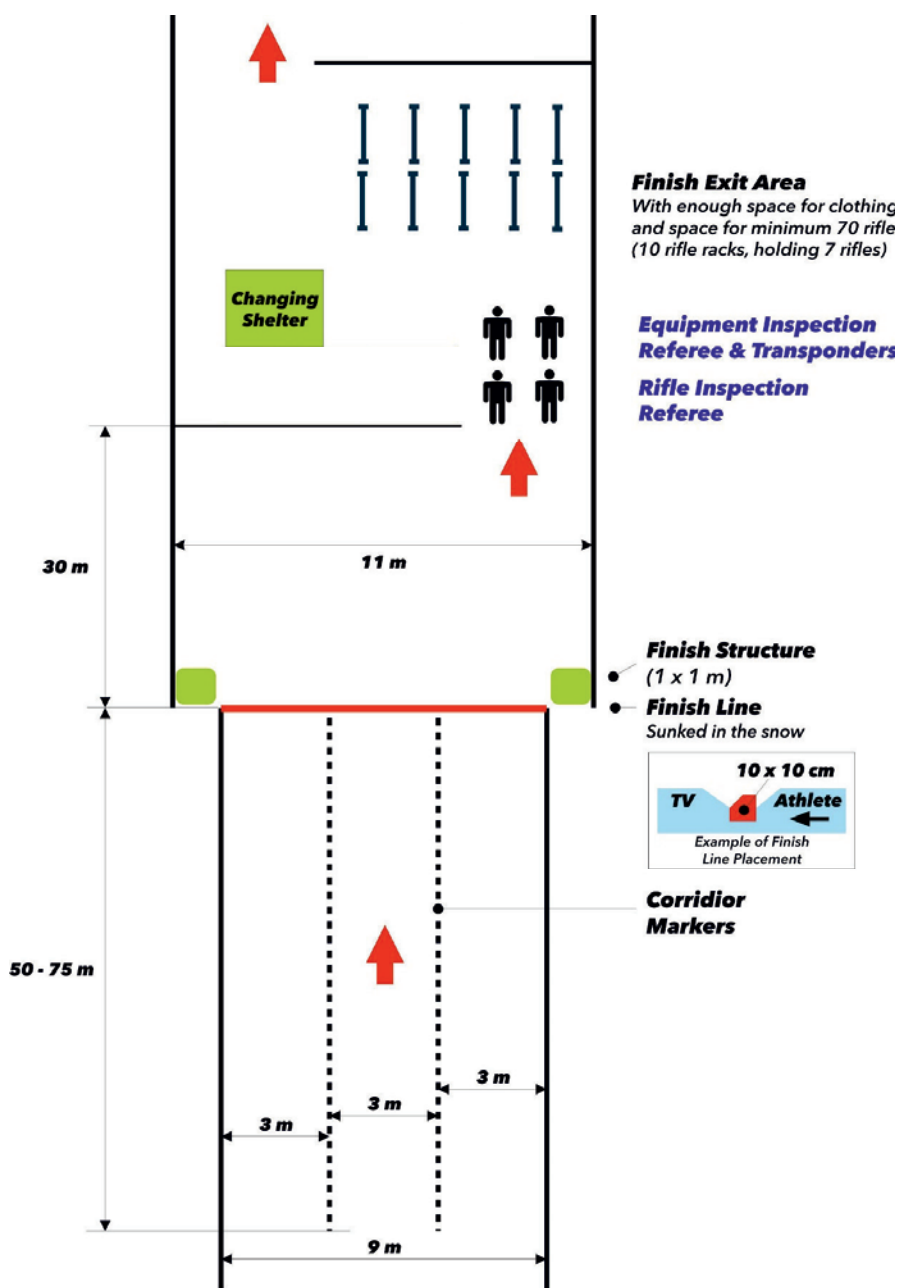 Finish Exit Area
With enough space for clothing
and space for minimum 70 rifle
(10 rifle racks, holding 7 rifles)
Changing
Shelter
Equipment Inspection
Referee & Transponders
Rifle Inspection
Referee
30 m
11 m
Finish Structure
(1 x 1 m)
Finish Line
Sunked in the snow
10 x 10 cm
TV
Athlete
Example of Finish
Line Placement
Corridior
Markers
50 - 75 m
3 m
3 m
3 m
9 m